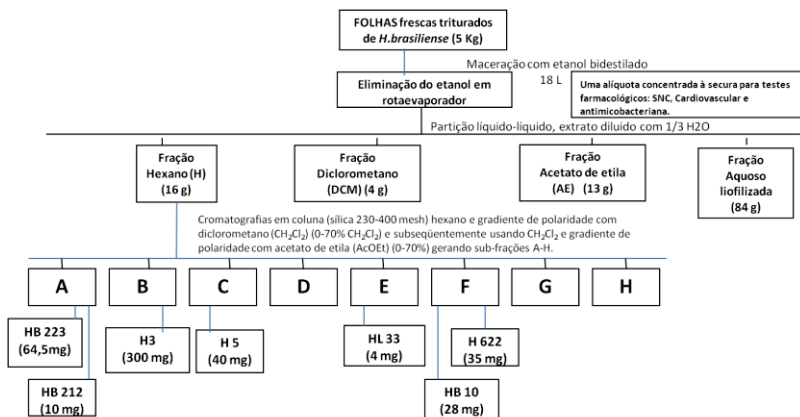 FOLHAS frescas triturados
de H.brasiliense (5 Kg)
Maceração com etanol bidestilado
18 L
Eliminação do etanol em
rotaevaporador
Uma alíquota concentrada à secura para testes
farmacológicos: SNC, Cardiovascular e
antimicobacteriana.
Partição líquido-líquido, extrato diluido com 1/3 H2O
Fração
Hexano (H)
(16 g)
Fração
Diclorometano
(DCM) (4 g)
Fração
Acetato de etila
(AE) (13 g)
Fração
Aquoso
liofilizada
(84 g)
Cromatografias em coluna (sílica 230-400 mesh) hexano e gradiente de polaridade com
diclorometano (CH₂Cl₂) (0-70% CH₂Cl₂) e subseqüentemente usando CH₂Cl₂ e gradiente de
polaridade com acetato de etila (AcOEt) (0-70%) gerando sub-frações A-H.
A
B
C
D
E
F
G
H
HB 223
(64,5mg)
H3
(300 mg)
H 5
(40 mg)
HL 33
(4 mg)
H 622
(35 mg)
HB 212
(10 mg)
HB 10
(28 mg)